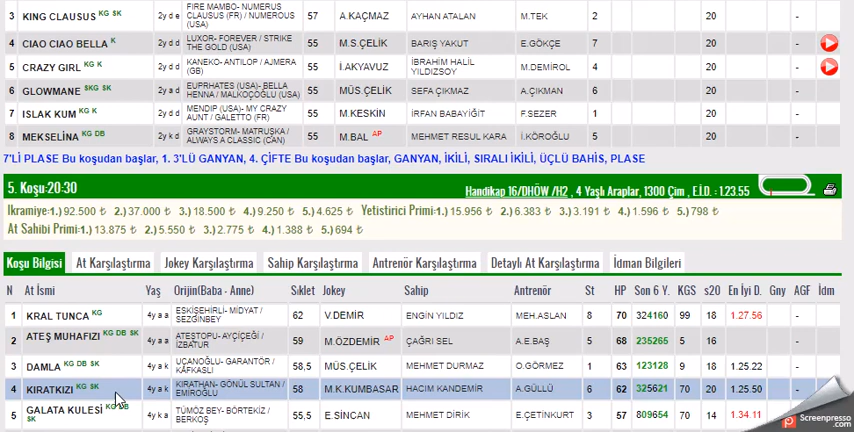 FIRE MAMBO- NUMERUS
3 KING CLAUSUS KG SK 2y d e CLAUSUS (FR) / NUMEROUS (USA) 57 A.KAÇMAZ AYHAN ATALAN M.TEK 2 20 -
4 CIAO CIAO BELLA K 2y d d LUXOR- FOREVER / STRIKE THE GOLD (USA) 55 M.S.ÇELİK BARIŞ YAKUT E.GÖKÇE 7 20 -
5 CRAZY GIRL KG K 2y d d KANEKO- ANTILOP / AJMERA (GB) 55 İ.AKYAVUZ İBRAHİM HALİL YILDIZSOY M.DEMİROL 4 20 -
6 GLOWMANE SKG SK 2y a d EUPRHATES (USA)- BELLA HENNA / MALKOÇOĞLU (USA) 55 MÜS.ÇELİK SEFA ÇIKMAZ A.ÇIKMAN 6 20 -
7 ISLAK KUM KG K 2y d d MENDIP (USA)- MY CRAZY AUNT / GALETTO (FR) 55 M.KESKİN İRFAN BABAYİĞİT F.SEZER 1 20 -
8 MEKSELİNA KG DB 2y k d GRAYSTORM- MATRUŞKA / ALWAYS A CLASSIC (CAN) 55 M.BAL AP MEHMET RESUL KARA İ.KÖROĞLU 5 20 -
7'Lİ PLASE Bu koşudan başlar, 1. 3'LÜ GANYAN, 4. ÇİFTE Bu koşudan başlar, GANYAN, İKİLİ, SIRALI İKİLİ, ÜÇLÜ BAHİS, PLASE
5. Koşu:20:30 Handikap 16/DHÖW /H2 , 4 Yaşlı Araplar, 1300 Çim , E.İ.D. : 1.23.55
Ikramiye:1.) 92.500 ₺ 2.) 37.000 ₺ 3.) 18.500 ₺ 4.) 9.250 ₺ 5.) 4.625 ₺ Yetistirici Primi:1.) 15.956 ₺ 2.) 6.383 ₺ 3.) 3.191 ₺ 4.) 1.596 ₺ 5.) 798 ₺
At Sahibi Primi:1.) 13.875 ₺ 2.) 5.550 ₺ 3.) 2.775 ₺ 4.) 1.388 ₺ 5.) 694 ₺
Koşu Bilgisi At Karşılaştırma Jokey Karşılaştırma Sahip Karşılaştırma Antrenör Karşılaştırma Detaylı At Karşılaştırma İdman Bilgileri
N At İsmi Yaş Orijin(Baba - Anne) Sıklet Jokey Sahip Antrenör St HP Son 6 Y. KGS s20 En İyi D. Gny AGF İdm
1 KRAL TUNCA KG 4y a a ESKİŞEHİRLİ- MİDYAT / SEZGİNBEY 62 V.DEMİR ENGİN YILDIZ MEH.ASLAN 8 70 324160 99 18 1.27.56 -
2 ATEŞ MUHAFIZI KG DB SK 4y a a ATEŞTOPU- AYÇİÇEĞİ / İZBATUR 59 M.ÖZDEMİR AP ÇAĞRI SEL A.E.BAŞ 5 68 235265 5 18 -
3 DAMLA KG DB SK 4y a k UÇANOĞLU- GARANTÖR / KAFKASLI 58,5 MÜS.ÇELİK MEHMET DURMAZ O.GÖRMEZ 1 63 123128 9 18 1.25.22 -
4 KIRATKIZI KG SK 4y a k KIRATHAN- GÖNÜL SULTAN / EMİROĞLU 58 M.K.KUMBASAR HACIM KANDEMİR A.GÜLLÜ 6 62 325621 70 20 1.25.50 -
5 GALATA KULESİ KG DB SK 4y k a TÜMÖZ BEY- BÖRTEKİZ / BERKOŞ 55,5 E.SİNCAN MEHMET DİRİK E.ÇETİNKURT 3 57 809654 70 14 1.34.11 -
Screenpresso
screenpresso.com